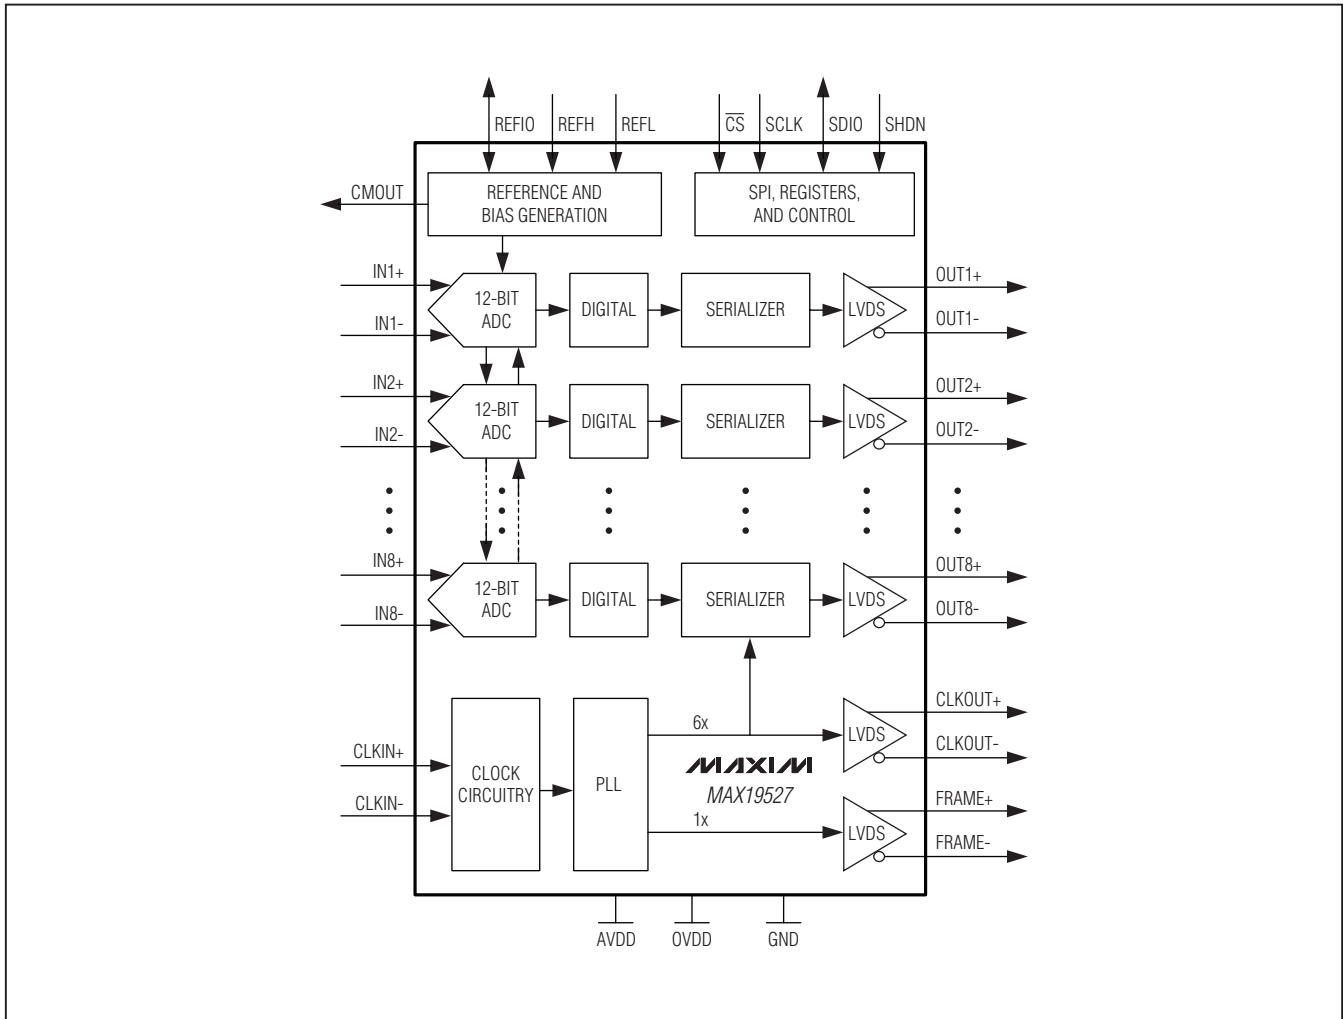 REFIO REFH REFL C̅S̅ SCLK SDIO SHDN
CMOUT
REFERENCE AND
BIAS GENERATION
SPI, REGISTERS,
AND CONTROL
IN1+
IN1-
12-BIT
ADC
DIGITAL
SERIALIZER
LVDS
OUT1+
OUT1-
IN2+
IN2-
12-BIT
ADC
DIGITAL
SERIALIZER
LVDS
OUT2+
OUT2-
IN8+
IN8-
12-BIT
ADC
DIGITAL
SERIALIZER
LVDS
OUT8+
OUT8-
CLKIN+
CLKIN-
CLOCK
CIRCUITRY
PLL
6x
MAXIM
MAX19527
1x
LVDS
CLKOUT+
CLKOUT-
LVDS
FRAME+
FRAME-
AVDD OVDD GND